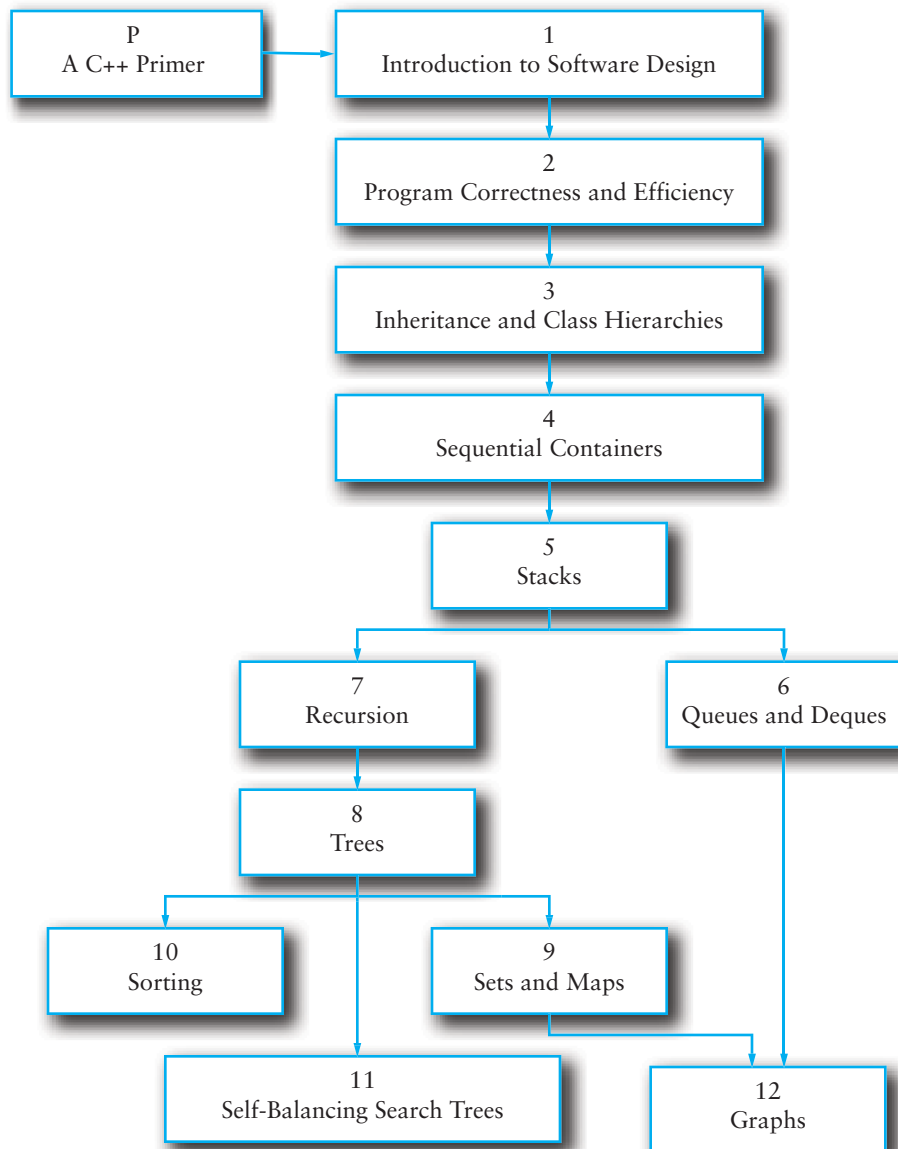 P
A C++ Primer
1
Introduction to Software Design
2
Program Correctness and Efficiency
3
Inheritance and Class Hierarchies
4
Sequential Containers
5
Stacks
7
Recursion
6
Queues and Deques
8
Trees
10
Sorting
9
Sets and Maps
11
Self-Balancing Search Trees
12
Graphs